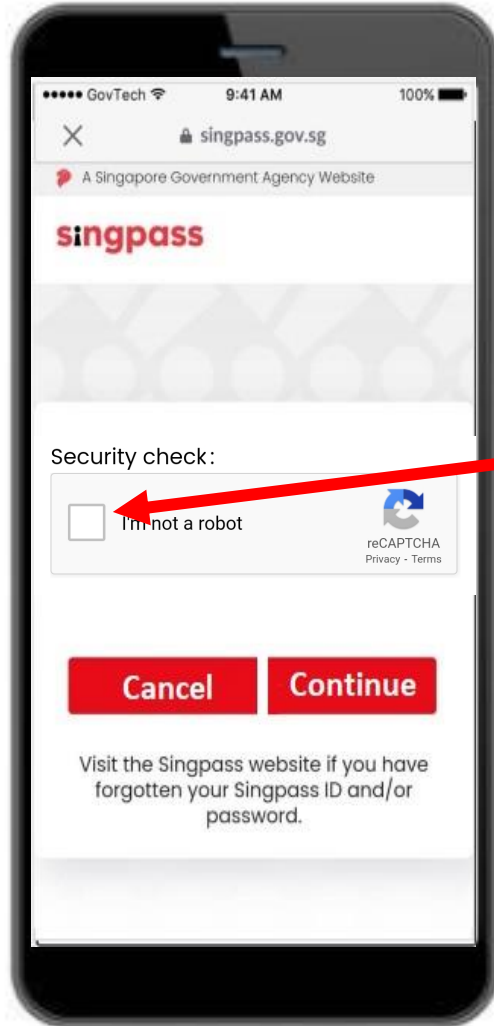 GovTech 9:41 AM 100%
singpass.gov.sg
A Singapore Government Agency Website
singpass
Security check:
I'm not a robot
reCAPTCHA
Privacy - Terms
Cancel Continue
Visit the Singpass website if you have
forgotten your Singpass ID and/or
password.